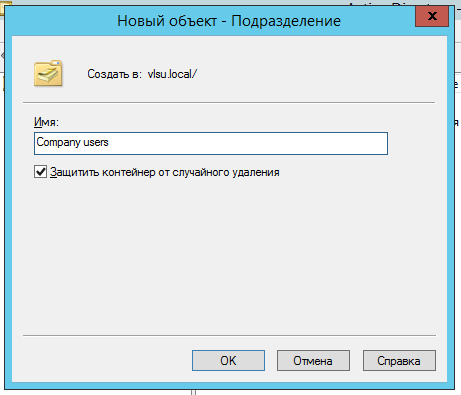 Новый объект - Подразделение
x
Создать в: vlsu.local/
Имя:
Company users
Защитить контейнер от случайного удаления
OK
Отмена
Справка